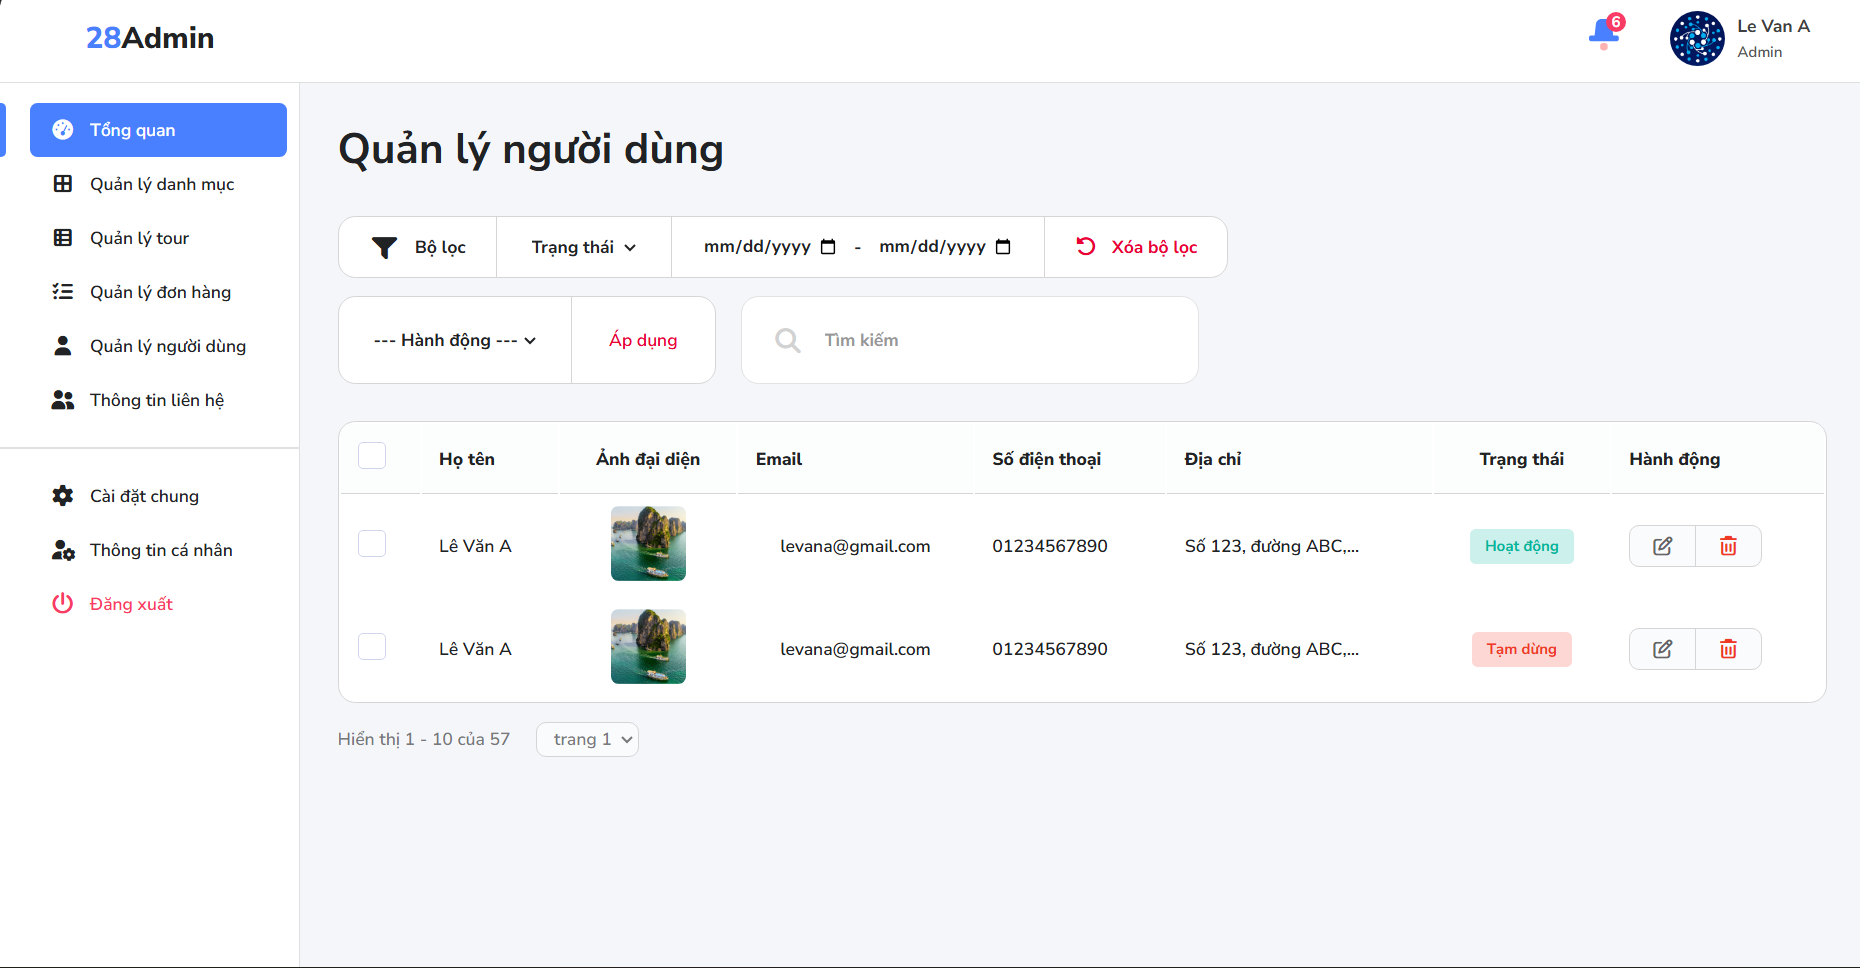 28Admin
6
Le Van A
Admin
Tổng quan
Quản lý danh mục
Quản lý tour
Quản lý đơn hàng
Quản lý người dùng
Thông tin liên hệ
Cài đặt chung
Thông tin cá nhân
Đăng xuất
Quản lý người dùng
Bộ lọc Trạng thái mm/dd/yyyy - mm/dd/yyyy Xóa bộ lọc
--- Hành động --- Áp dụng Tìm kiếm
Họ tên Ảnh đại diện Email Số điện thoại Địa chỉ Trạng thái Hành động
Lê Văn A levana@gmail.com 01234567890 Số 123, đường ABC,... Hoạt động
Lê Văn A levana@gmail.com 01234567890 Số 123, đường ABC,... Tạm dừng
Hiển thị 1 - 10 của 57 trang 1